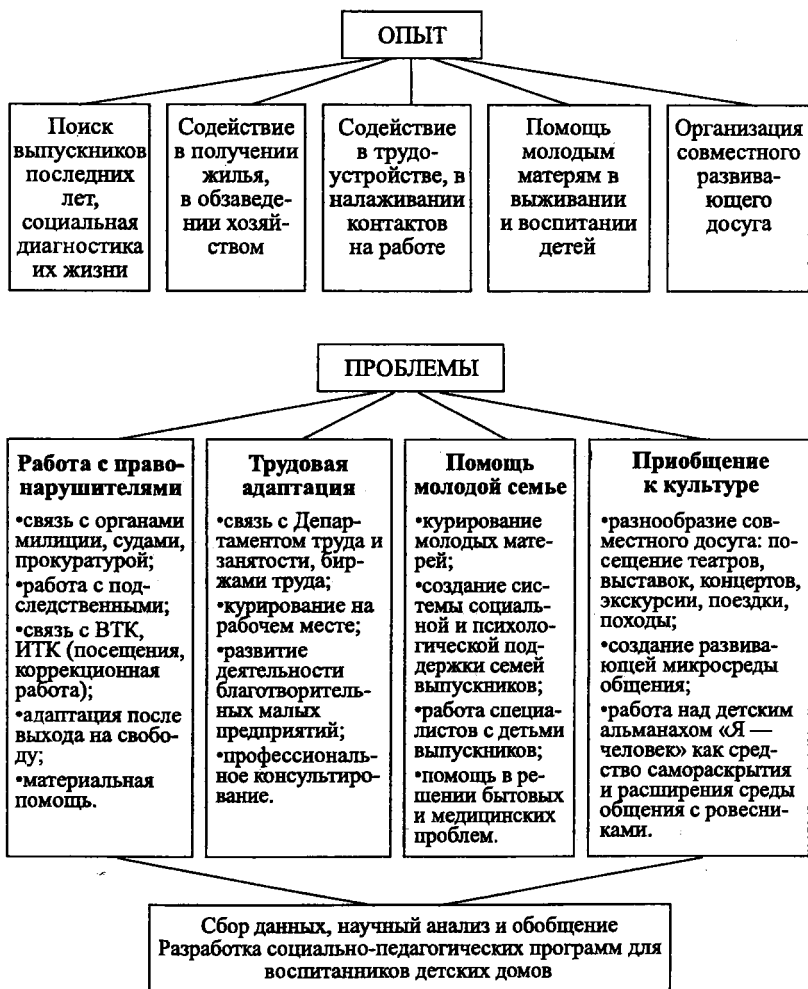 ОПЫТ
Поиск
выпускников
последних
лет,
социальная
диагностика
их жизни
Содействие
в получении
жилья,
в обзаведе-
нии хозяй-
ством
Содействие
в трудо-
устройстве, в
налаживании
контактов
на работе
Помощь
молодым
матерям в
выживании
и воспитании
детей
Организация
совместного
развива-
ющего
досуга
ПРОБЛЕМЫ
Работа с право-
нарушителями
•связь с органами
милиции, судами,
прокуратурой;
•работа с под-
следственными;
•связь с ВТК,
ИТК (посещения,
коррекционная
работа);
•адаптация после
выхода на свобо-
ду;
•материальная
помощь.
Трудовая
адаптация
•связь с Депар-
таментом труда и
занятости, бир-
жами труда;
•курирование на
рабочем месте;
•развитие
деятельности
благотворитель-
ных малых
предприятий;
•профессиональ-
ное консультиро-
вание.
Помощь
молодой семье
•курирование
молодых мате-
рей;
•создание сис-
темы социаль-
ной и психоло-
гической под-
держки семей
выпускников;
•работа специа-
листов с детьми
выпускников;
•помощь в ре-
шении бытовых
и медицинских
проблем.
Приобщение
к культуре
•разнообразие сов-
местного досуга: по-
сещение театров,
выставок, концертов,
экскурсии, поездки,
походы;
•создание развива-
ющей микросреды
общения;
•работа над детским
альманахом «Я —
человек» как сред-
ство самораскрытия
и расширения среды
общения с ровесни-
ками.
Сбор данных, научный анализ и обобщение
Разработка социально-педагогических программ для
воспитанников детских домов